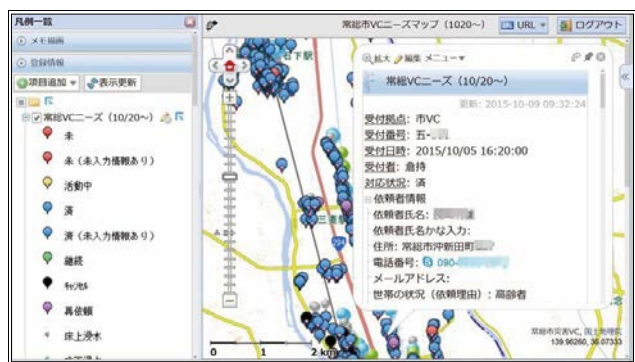 凡例一覧
常総市VCニーズマップ（1020～）
URL
ログアウト
メモ描画
登録情報
項目追加
表示更新
常総VCニーズ（10/20～）
未
未（未入力情報あり）
活動中
済
済（未入力情報あり）
継続
キャンセル
再依頼
床上浸水
拡大
編集
メニュー
常総VCニーズ（10/20～）
更新: 2015-10-09 09:32:24
受付拠点: 市VC
受付番号: 五-
受付日時: 2015/10/05 16:20:00
受付者: 倉持
対応状況: 済
依頼者情報
依頼者氏名:
依頼者氏名かな入力:
住所: 常総市沖新田町
電話番号: 090-
メールアドレス:
世帯の状況（依頼理由）: 高齢者
石下駅
三妻駅
294
0 1 2 km
常総市災害VC, 国土地理院
139.96260, 36.07333